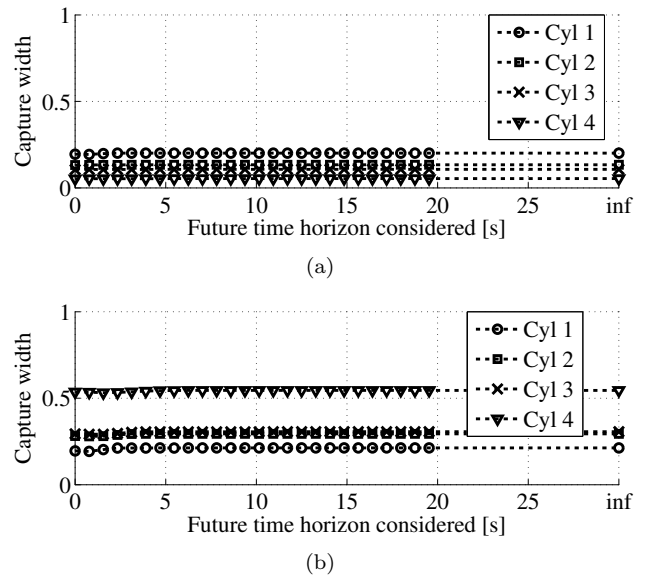 1
0.5
0
Capture width
0 5 10 15 20 25 inf
Future time horizon considered [s]
Cyl 1
Cyl 2
Cyl 3
Cyl 4
(a)
1
0.5
0
Capture width
0 5 10 15 20 25 inf
Future time horizon considered [s]
Cyl 1
Cyl 2
Cyl 3
Cyl 4
(b)